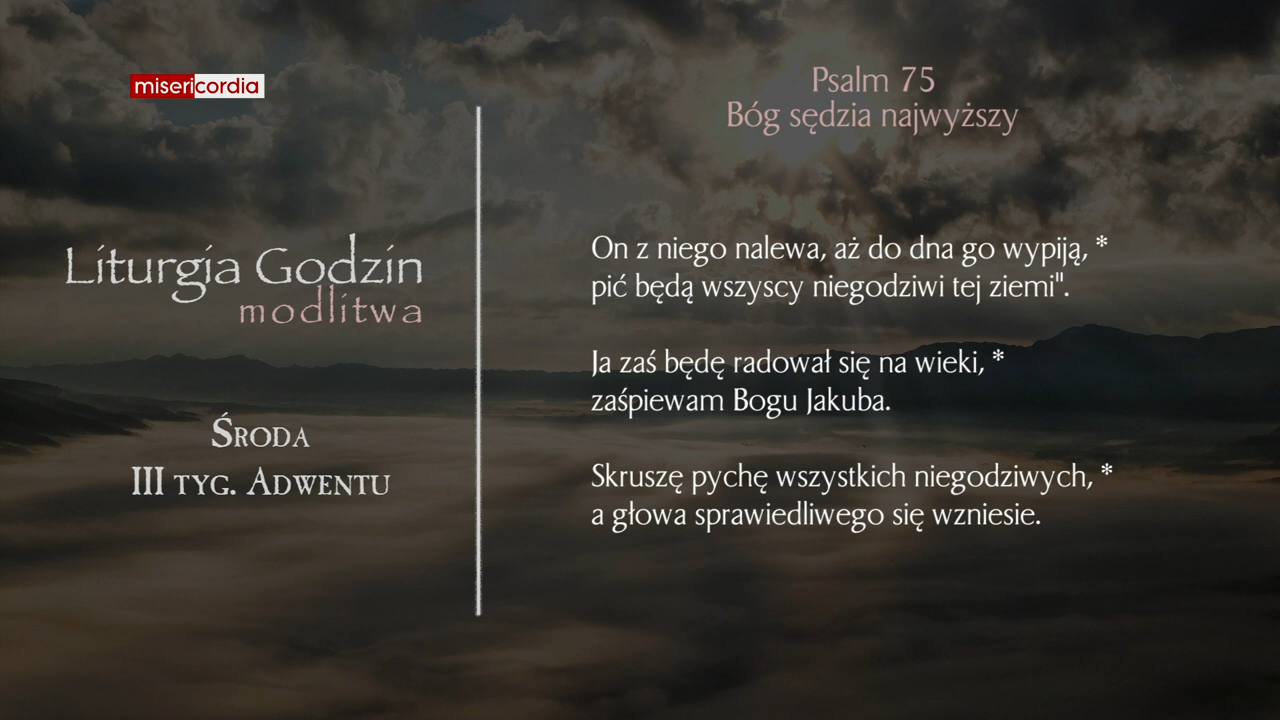 misericordia
Liturgia Godzin
modlitwa
Środa
III tyg. Adwentu
Psalm 75
Bóg sędzia najwyższy
On z niego nalewa, aż do dna go wypiją, *
pić będą wszyscy niegodziwi tej ziemi".
Ja zaś będę radował się na wieki, *
zaśpiewam Bogu Jakuba.
Skruszę pychę wszystkich niegodziwych, *
a głowa sprawiedliwego się wzniesie.